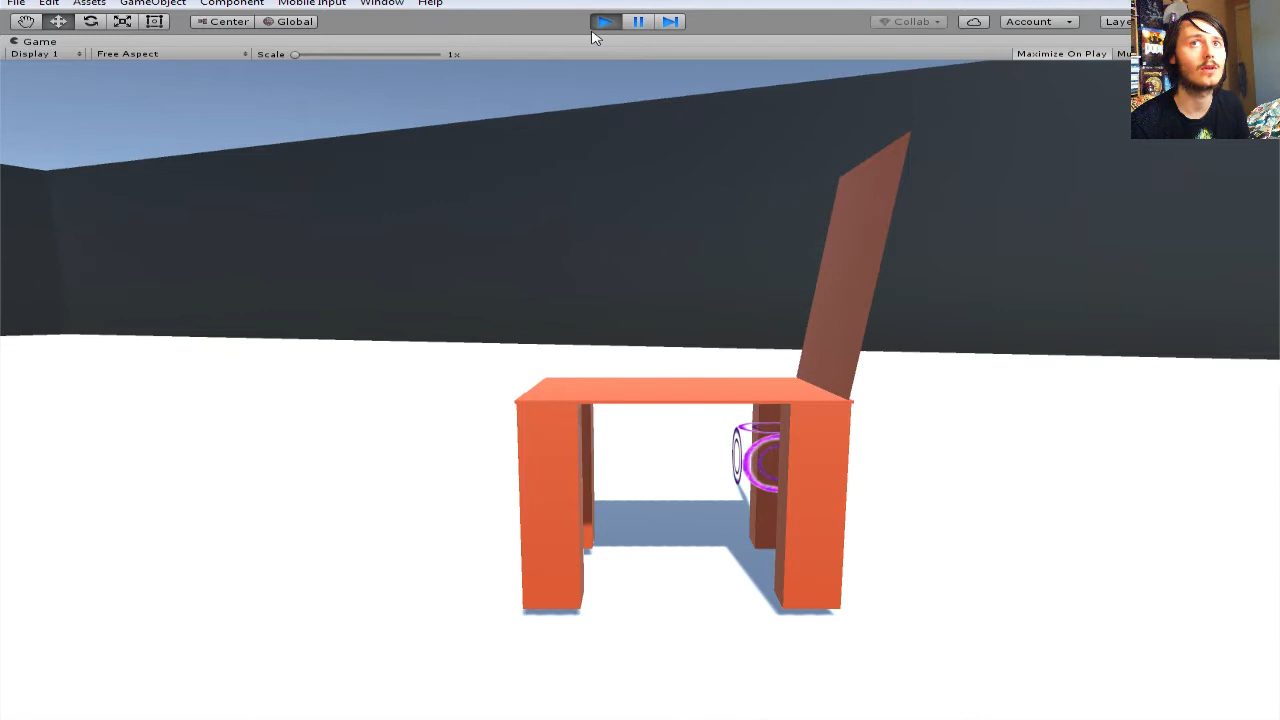 File Edit Assets GameObject Component Mobile Input Window Help
Center Global Collab Account
Game
Display 1 Free Aspect Scale 1x Maximize On Play